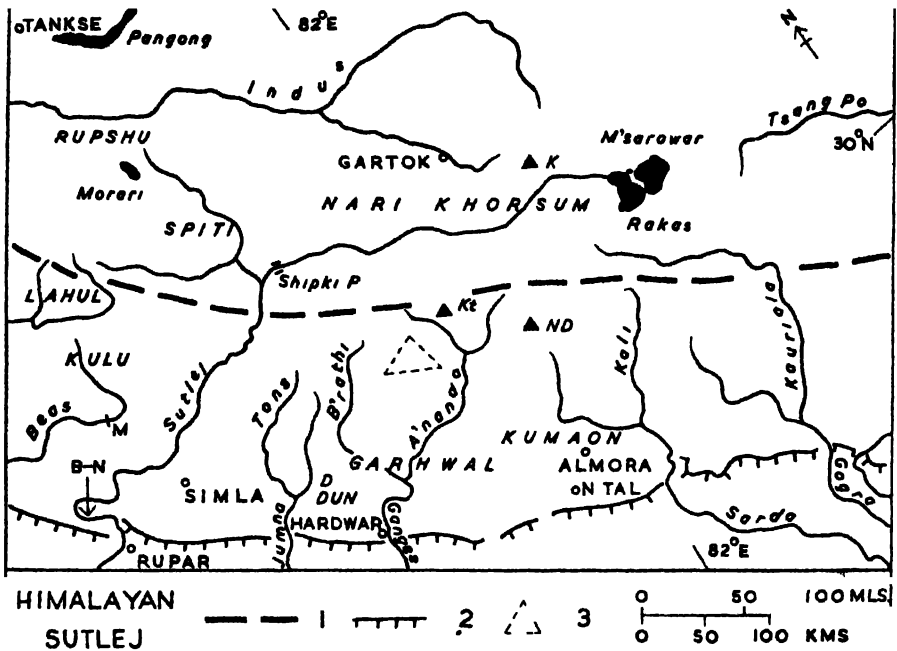 TANKSE
Pangong
82°E
N
Indus
Tsang Po
30°N
RUPSHU
M'sarowar
GARTOK
K
Morari
NARI KHORSUM
Rakas
SPITI
Shipki P
LAHUL
Kt
ND
KULU
Sutlej
Tons
B'rathi
A'nanda
Kali
Kauriala
Beas
M
KUMAON
B-N
GARHWAL
ALMORA
SIMLA
D
DUN
N TAL
Gogra
HARDWAR
Jumna
Ganges
Sarda
RUPAR
82°E
HIMALAYAN
SUTLEJ
1
2
3
0 50 100 MLS
0 50 100 KMS